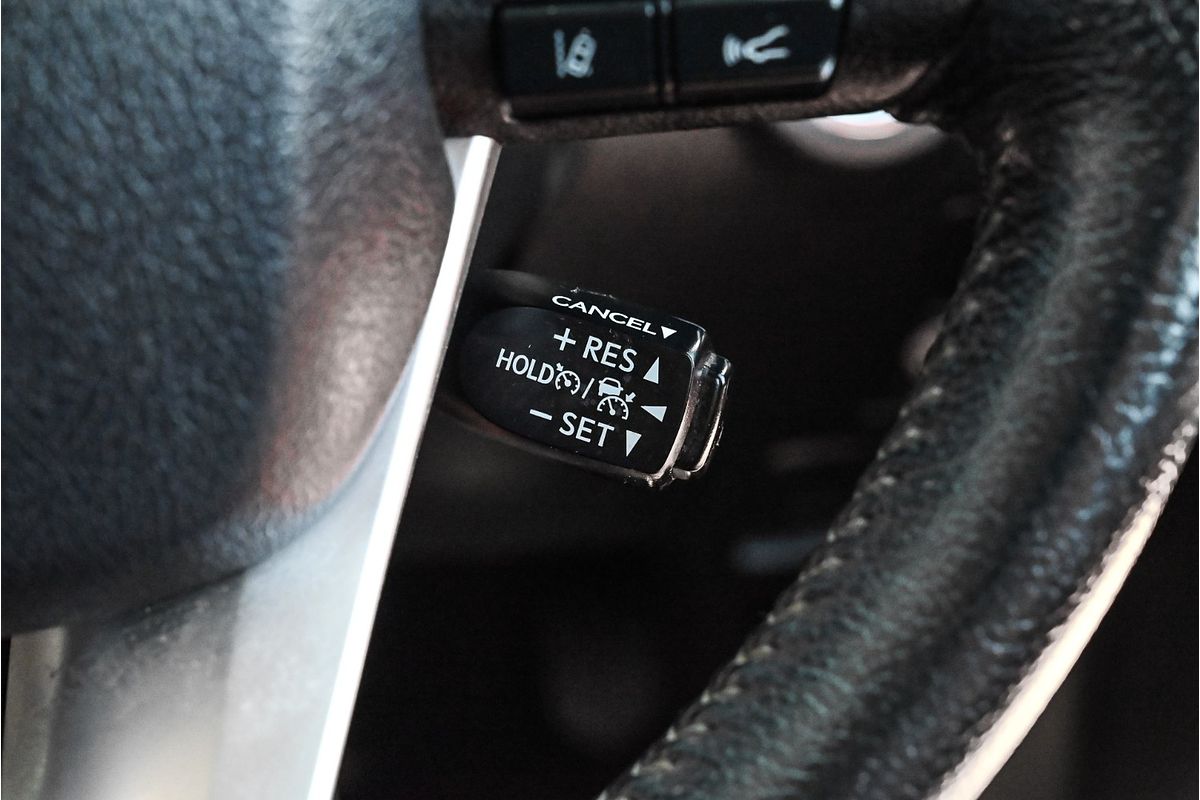 CANCEL▼
+ RES ▲
HOLD /
◀
− SET ▼